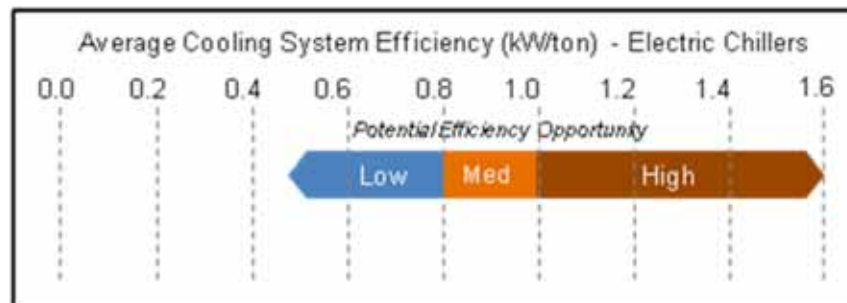 Average Cooling System Efficiency (kW/ton) - Electric Chillers
0.0 0.2 0.4 0.6 0.8 1.0 1.2 1.4 1.6
Potential Efficiency Opportunity
Low Med High